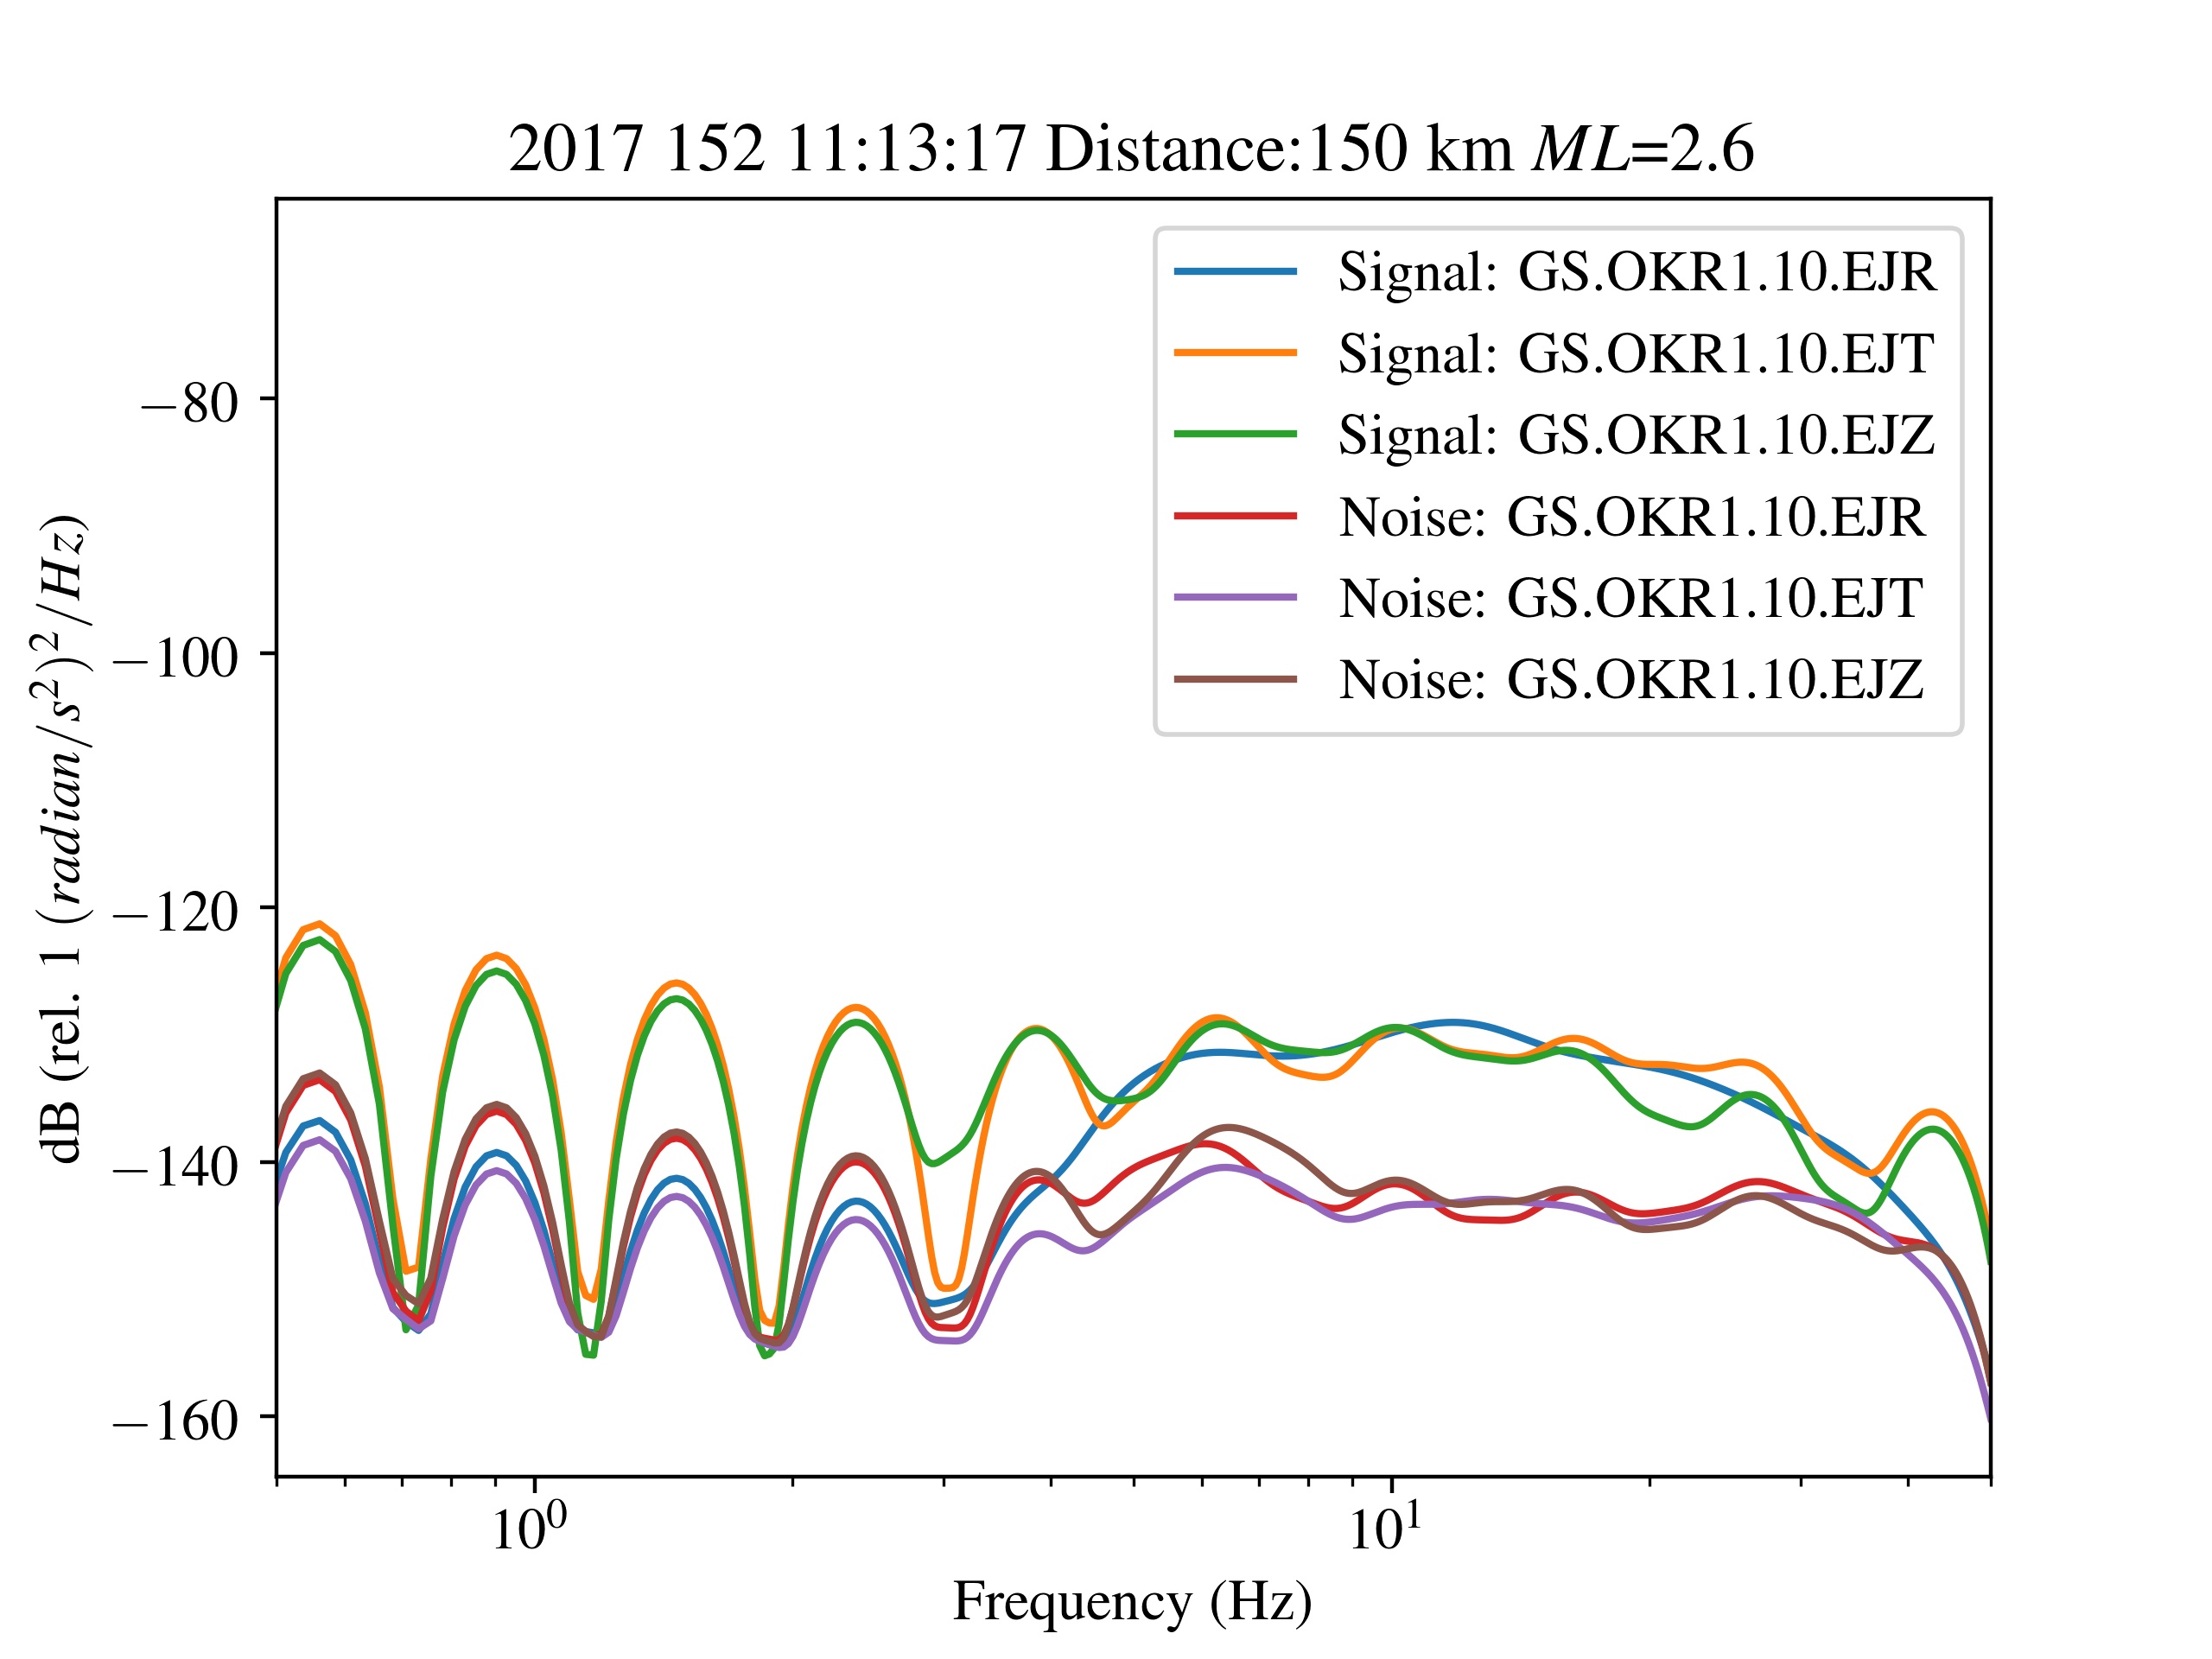 2017 152 11:13:17 Distance:150 km ML=2.6
Signal: GS.OKR1.10.EJR
Signal: GS.OKR1.10.EJT
Signal: GS.OKR1.10.EJZ
Noise: GS.OKR1.10.EJR
Noise: GS.OKR1.10.EJT
Noise: GS.OKR1.10.EJZ
dB (rel. 1 (radian/s²)²/Hz)
−80
−100
−120
−140
−160
10⁰ 10¹
Frequency (Hz)